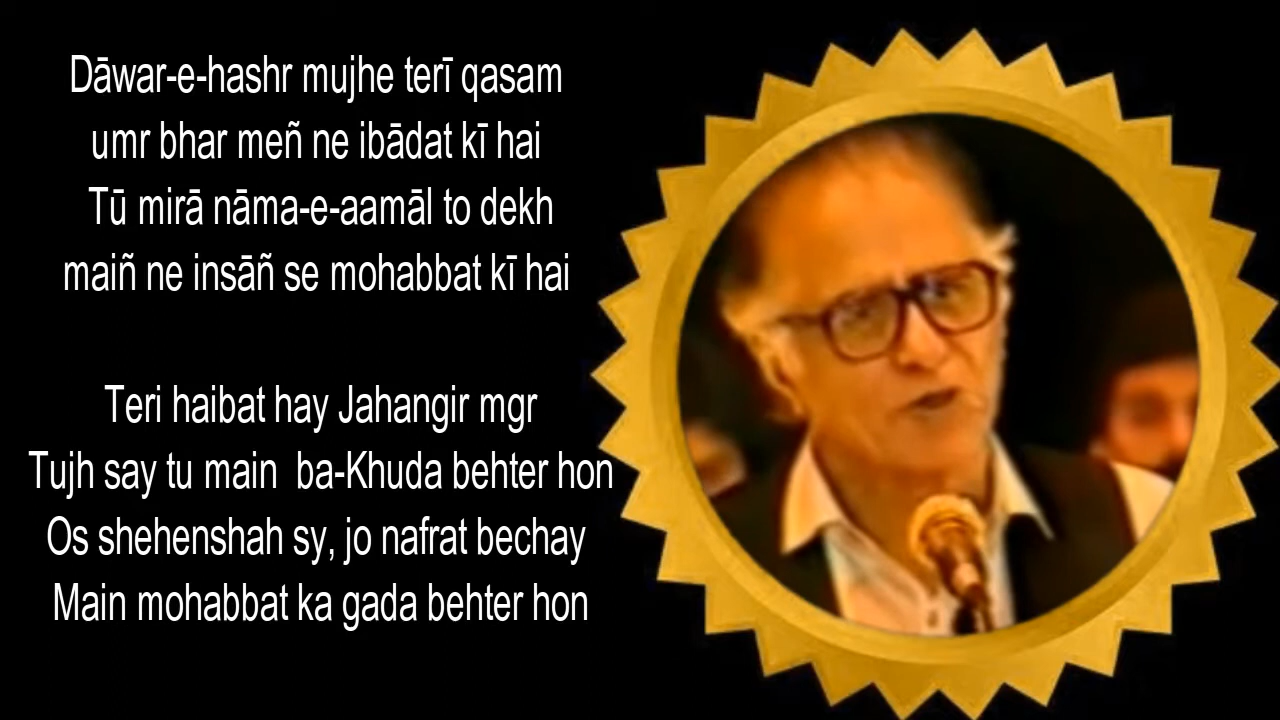 Dāwar-e-hashr mujhe terī qasam
umr bhar meñ ne ibādat kī hai
Tū mirā nāma-e-aamāl to dekh
maiñ ne insāñ se mohabbat kī hai
Teri haibat hay Jahangir mgr
Tujh say tu main ba-Khuda behter hon
Os shehenshah sy, jo nafrat bechay
Main mohabbat ka gada behter hon